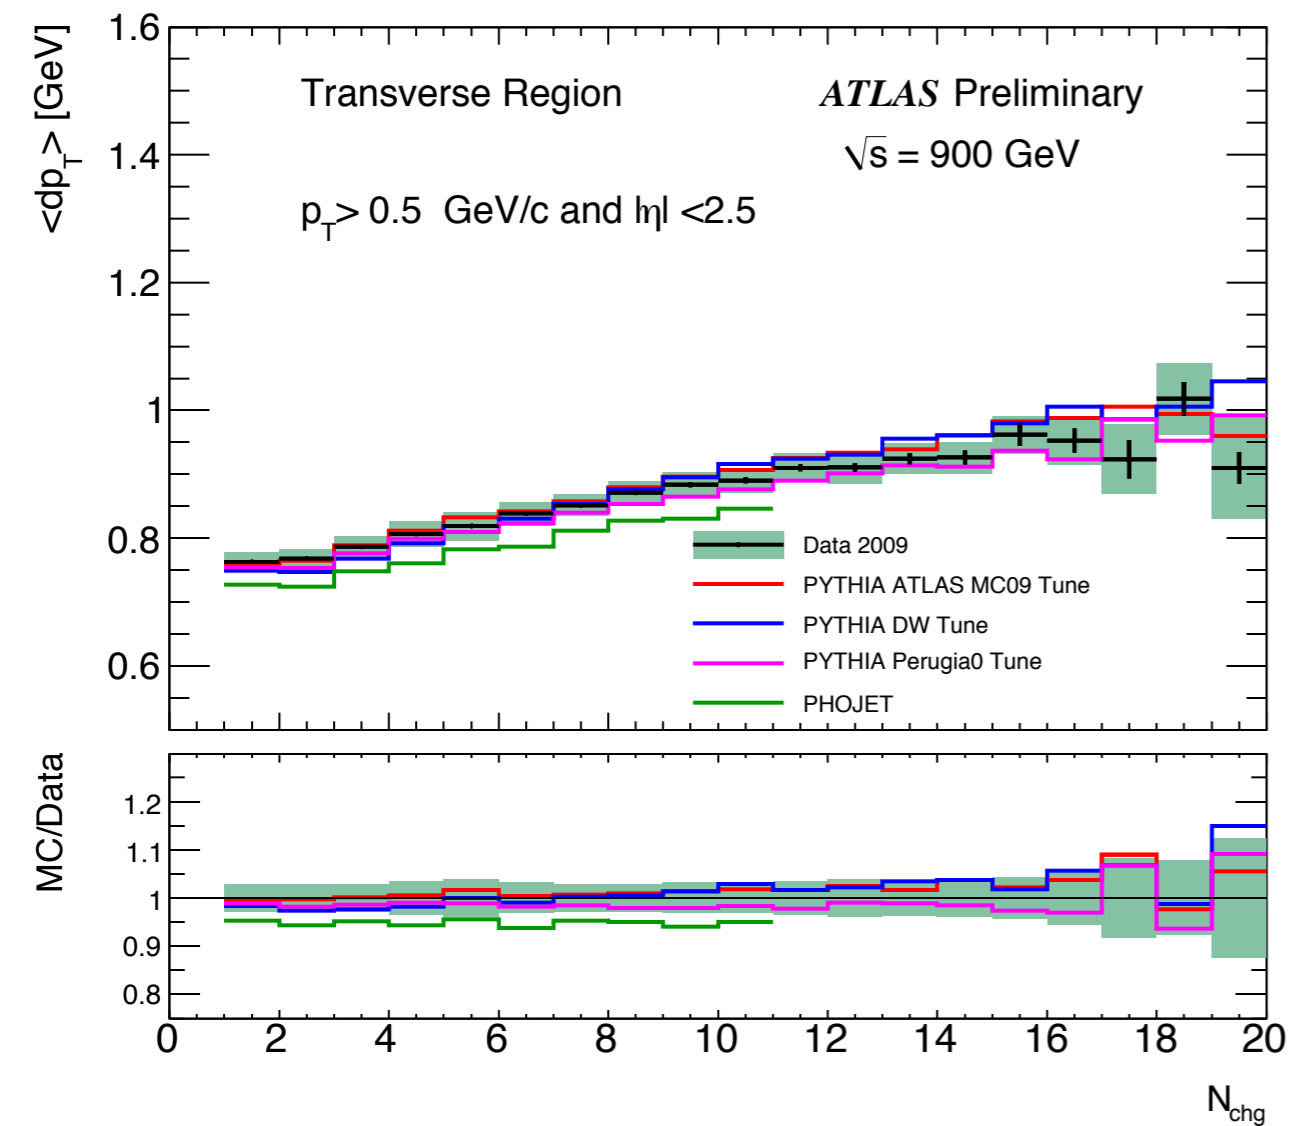 <dp_T> [GeV]
1.6
1.4
1.2
1
0.8
0.6
Transverse Region
ATLAS Preliminary
√s = 900 GeV
p_T> 0.5 GeV/c and |η| <2.5
Data 2009
PYTHIA ATLAS MC09 Tune
PYTHIA DW Tune
PYTHIA Perugia0 Tune
PHOJET
MC/Data
1.2
1.1
1
0.9
0.8
0 2 4 6 8 10 12 14 16 18 20
N_chg